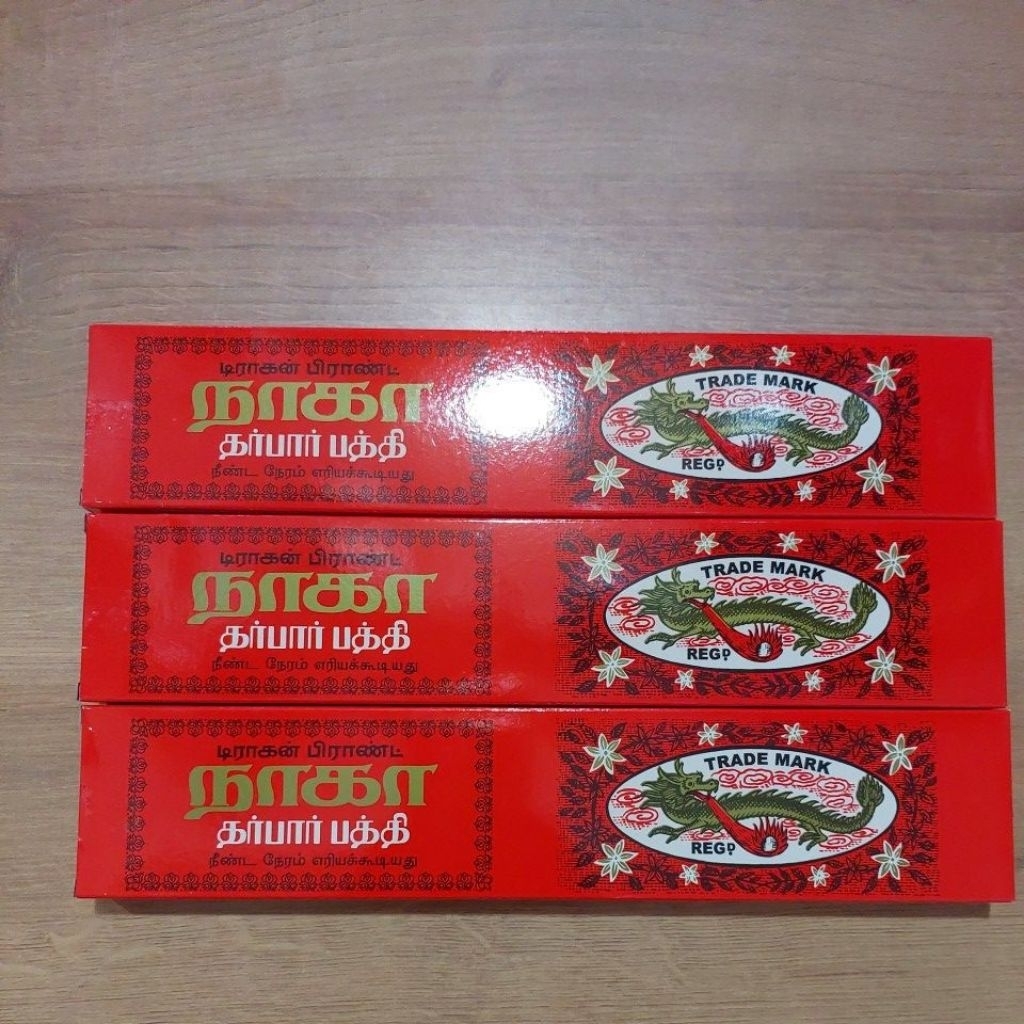 டிராகன் பிராண்ட்
நாகா
தர்பார் பத்தி
நீண்ட நேரம் எரியக்கூடியது
TRADE MARK
REGD
டிராகன் பிராண்ட்
நாகா
தர்பார் பத்தி
நீண்ட நேரம் எரியக்கூடியது
TRADE MARK
REGD
டிராகன் பிராண்ட்
நாகா
தர்பார் பத்தி
நீண்ட நேரம் எரியக்கூடியது
TRADE MARK
REGD